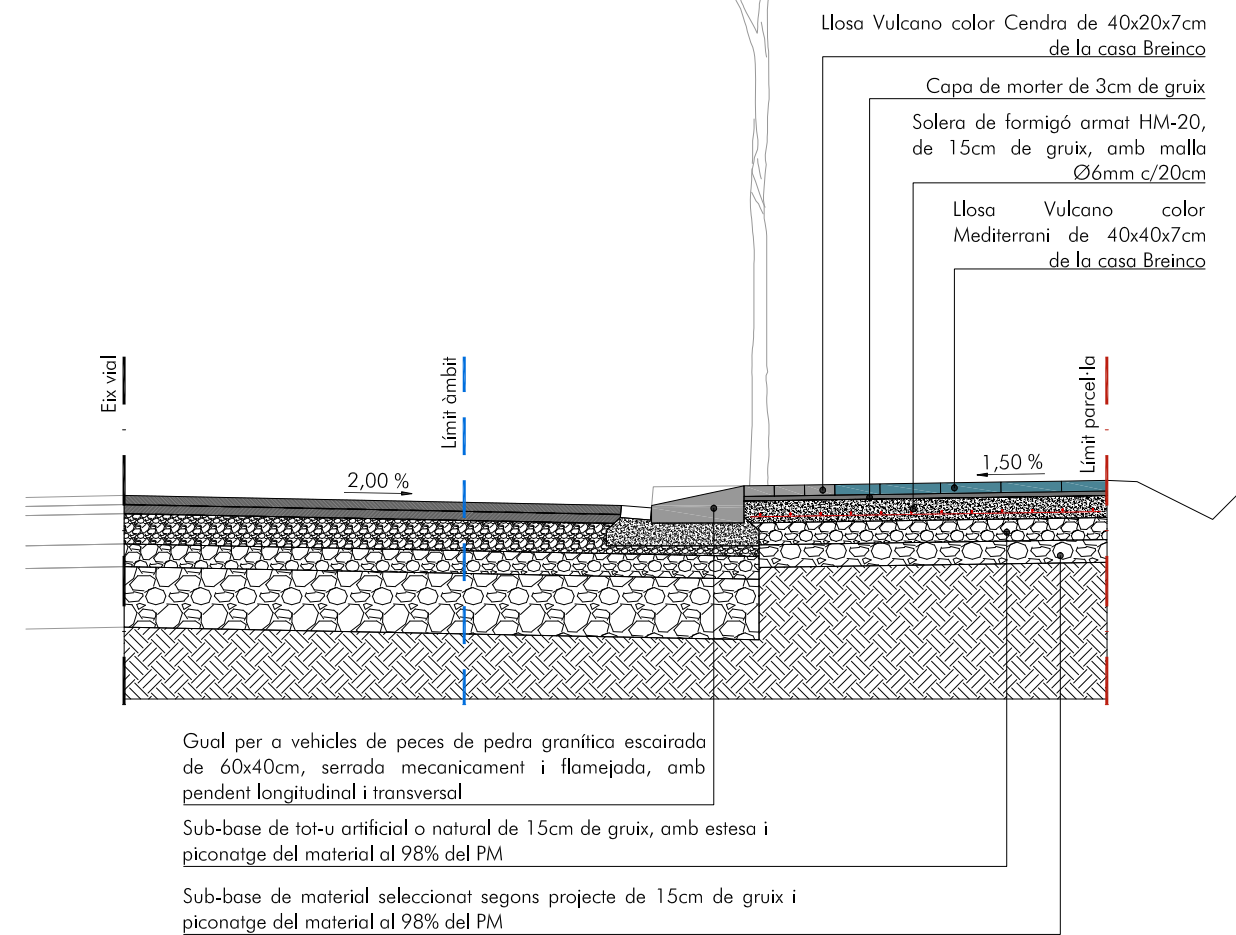 Llosa Vulcano color Cendra de 40x20x7cm
de la casa Breinco
Capa de morter de 3cm de gruix
Solera de formigó armat HM-20,
de 15cm de gruix, amb malla
Ø6mm c/20cm
Llosa Vulcano color
Mediterrani de 40x40x7cm
de la casa Breinco
Eix vial
Límit àmbit
Límit parcel·la
2,00 %
1,50 %
Gual per a vehicles de peces de pedra granítica escairada
de 60x40cm, serrada mecanicament i flamejada, amb
pendent longitudinal i transversal
Sub-base de tot-u artificial o natural de 15cm de gruix, amb estesa i
piconatge del material al 98% del PM
Sub-base de material seleccionat segons projecte de 15cm de gruix i
piconatge del material al 98% del PM